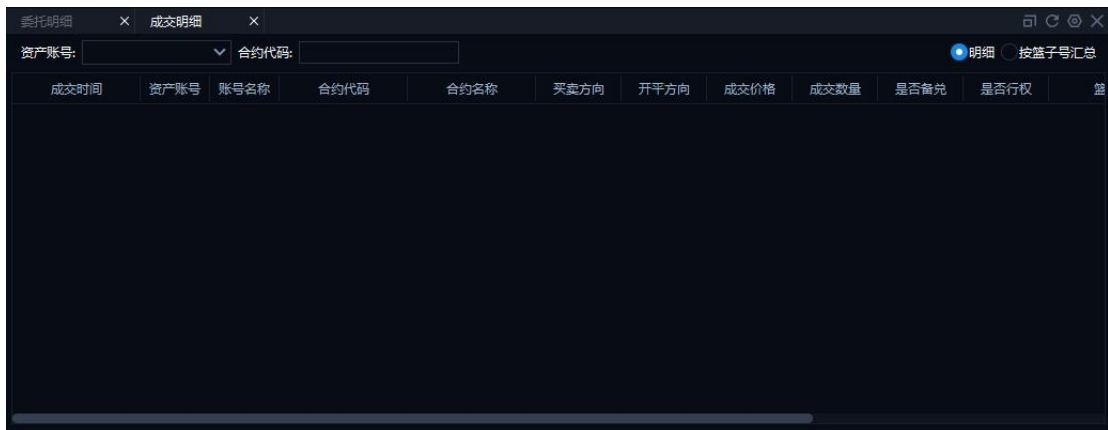 委托明细 成交明细
资产账号: 合约代码: 明细 按篮子号汇总
成交时间 资产账号 账号名称 合约代码 合约名称 买卖方向 开平方向 成交价格 成交数量 是否备兑 是否行权